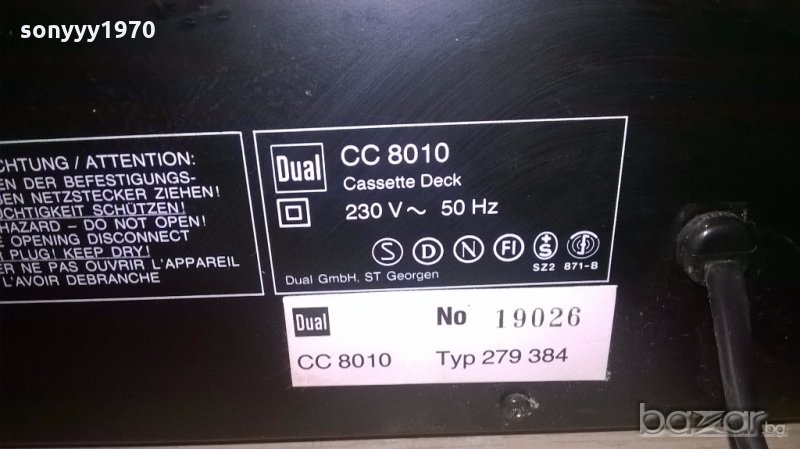 sonyyy1970
CHTUNG / ATTENTION:
EN DER BEFESTIGUNGS-
EN NETZSTECKER ZIEHEN!
CHTIGKEIT SCHÜTZEN!
HAZARD – DO NOT OPEN!
E OPENING DISCONNECT
PLUG! KEEP DRY!
ER NE PAS OUVRIR L'APPAREIL
L'AVOIR DEBRANCHE
Dual CC 8010
Cassette Deck
230 V ~ 50 Hz
S D N FI +S
SZ2 871-B
Dual GmbH, ST Georgen
Dual No 19026
CC 8010 Typ 279 384
bazar.bg